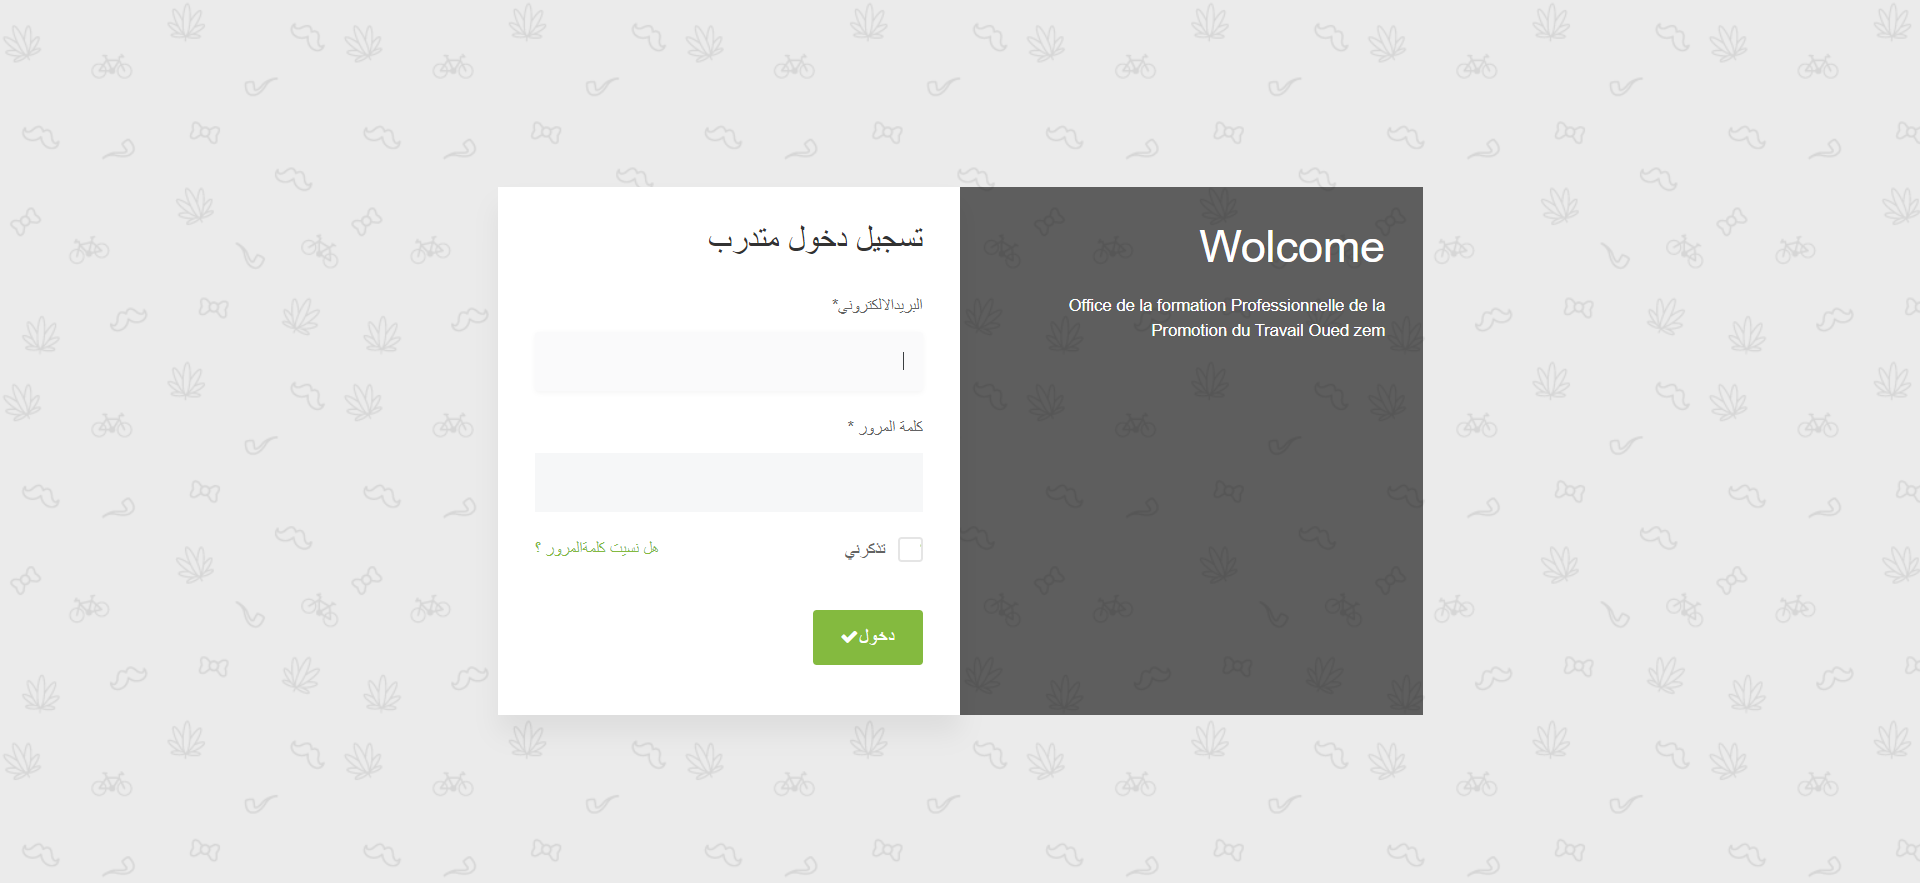 Wolcome
Office de la formation Professionnelle de la
Promotion du Travail Oued zem
تسجيل دخول متدرب
البريدالالكتروني*
كلمة المرور *
تذكرني
هل نسيت كلمةالمرور ؟
دخول